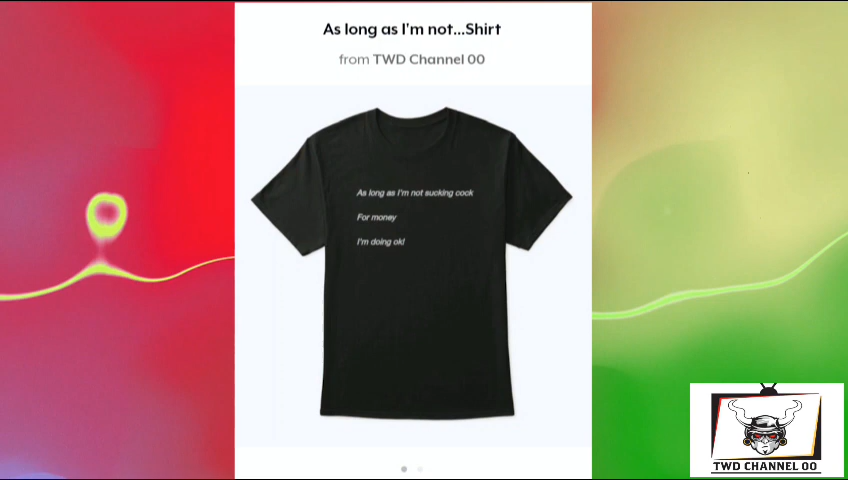 As long as I'm not...Shirt
from TWD Channel 00
As long as I'm not sucking cock
For money
I'm doing ok!
TWD CHANNEL 00